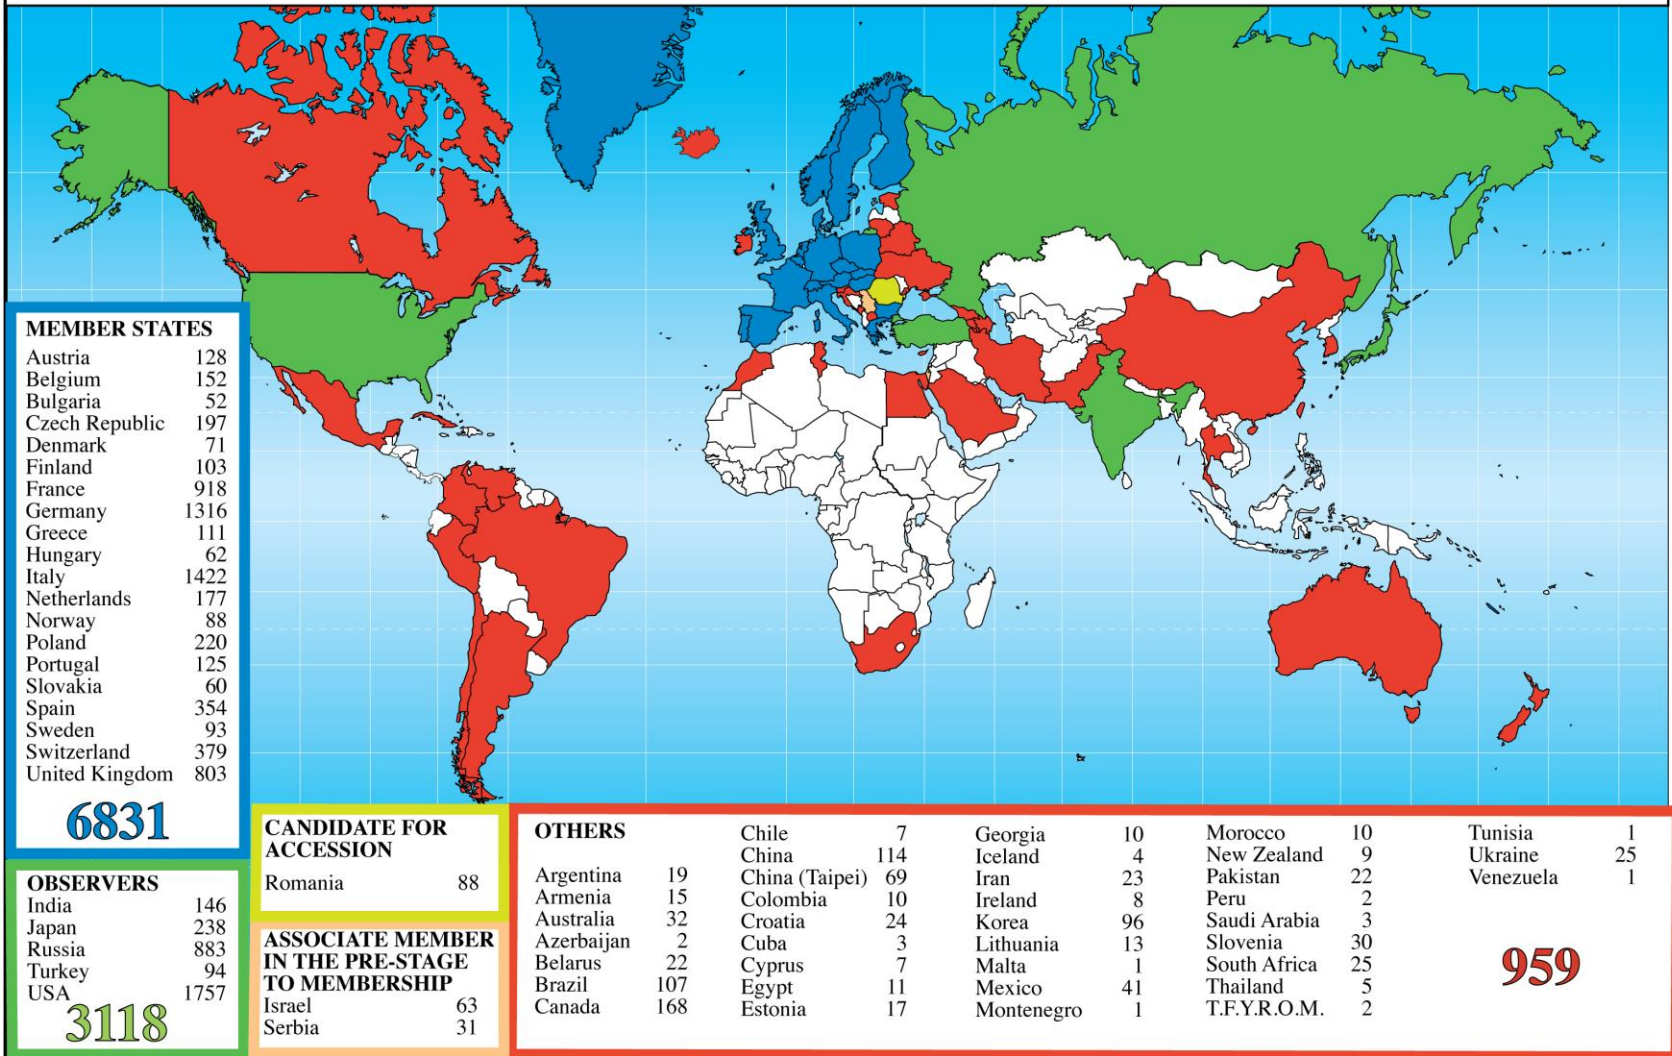 MEMBER STATES
Austria 128
Belgium 152
Bulgaria 52
Czech Republic 197
Denmark 71
Finland 103
France 918
Germany 1316
Greece 111
Hungary 62
Italy 1422
Netherlands 177
Norway 88
Poland 220
Portugal 125
Slovakia 60
Spain 354
Sweden 93
Switzerland 379
United Kingdom 803
6831
OBSERVERS
India 146
Japan 238
Russia 883
Turkey 94
USA 1757
3118
CANDIDATE FOR
ACCESSION
Romania 88
ASSOCIATE MEMBER
IN THE PRE-STAGE
TO MEMBERSHIP
Israel 63
Serbia 31
OTHERS
Argentina 19
Armenia 15
Australia 32
Azerbaijan 2
Belarus 22
Brazil 107
Canada 168
Chile 7
China 114
China (Taipei) 69
Colombia 10
Croatia 24
Cuba 3
Cyprus 7
Egypt 11
Estonia 17
Georgia 10
Iceland 4
Iran 23
Ireland 8
Korea 96
Lithuania 13
Malta 1
Mexico 41
Montenegro 1
Morocco 10
New Zealand 9
Pakistan 22
Peru 2
Saudi Arabia 3
Slovenia 30
South Africa 25
Thailand 5
T.F.Y.R.O.M. 2
Tunisia 1
Ukraine 25
Venezuela 1
959